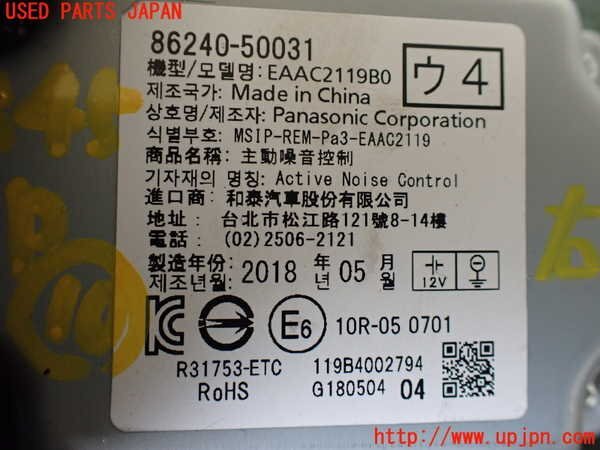 USED PARTS JAPAN
86240-50031
ウ4
機型/모델명: EAAC2119B0
제조국가: Made in China
상호명/제조자: Panasonic Corporation
식별부호: MSIP-REM-Pa3-EAAC2119
商品名稱: 主動噪音控制
기자재의 명칭: Active Noise Control
進口商: 和泰汽車股份有限公司
地址: 台北市松江路121號8-14樓
電話: (02)2506-2121
製造年份: 2018 年 05 月
제조년월: 년 월
12V
E6
10R-05 0701
R31753-ETC
119B4002794
RoHS
G180504 04
右
http://www.upjpn.com/